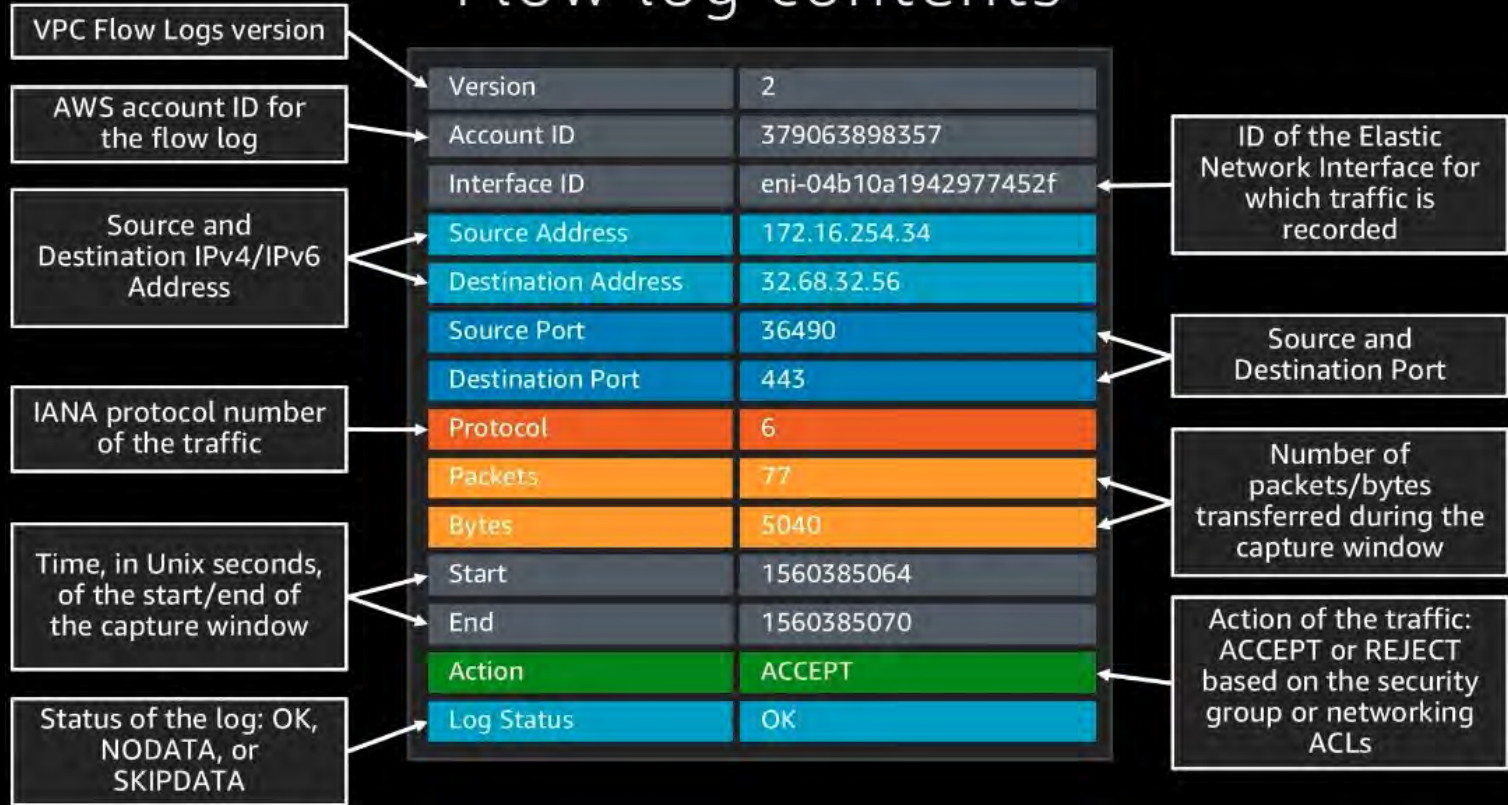 Flow log contents
VPC Flow Logs version
AWS account ID for
the flow log
Source and
Destination IPv4/IPv6
Address
IANA protocol number
of the traffic
Time, in Unix seconds,
of the start/end of
the capture window
Status of the log: OK,
NODATA, or
SKIPDATA
Version 2
Account ID 379063898357
Interface ID eni-04b10a1942977452f
Source Address 172.16.254.34
Destination Address 32.68.32.56
Source Port 36490
Destination Port 443
Protocol 6
Packets 77
Bytes 5040
Start 1560385064
End 1560385070
Action ACCEPT
Log Status OK
ID of the Elastic
Network Interface for
which traffic is
recorded
Source and
Destination Port
Number of
packets/bytes
transferred during the
capture window
Action of the traffic:
ACCEPT or REJECT
based on the security
group or networking
ACLs